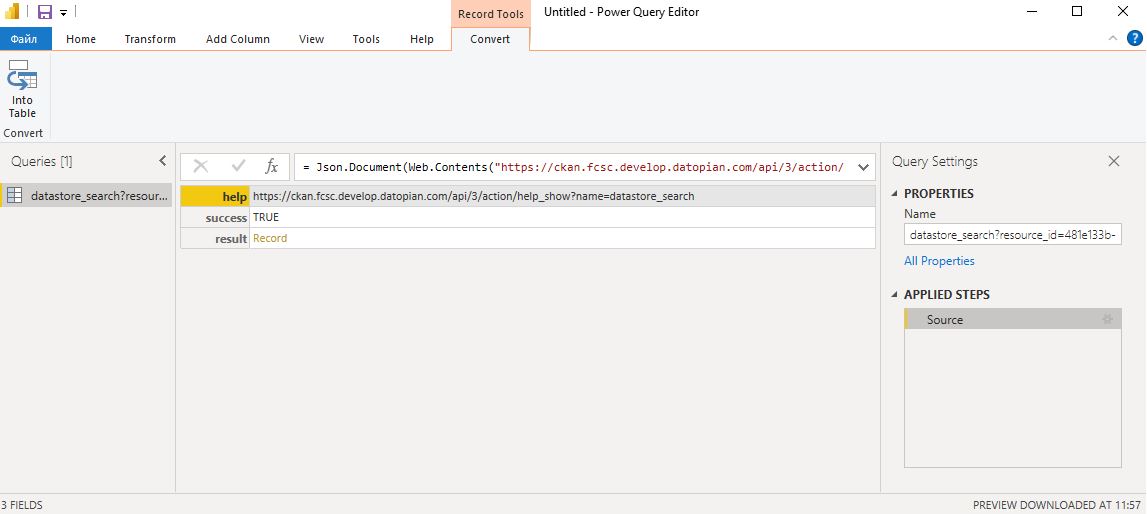 Record Tools
Untitled - Power Query Editor
Файл
Home
Transform
Add Column
View
Tools
Help
Convert
Into
Table
Convert
Queries [1]
fx
= Json.Document(Web.Contents("https://ckan.fcsc.develop.datopian.com/api/3/action/
Query Settings
datastore_search?resour...
help
https://ckan.fcsc.develop.datopian.com/api/3/action/help_show?name=datastore_search
success
TRUE
result
Record
PROPERTIES
Name
datastore_search?resource_id=481e133b-
All Properties
APPLIED STEPS
Source
3 FIELDS
PREVIEW DOWNLOADED AT 11:57